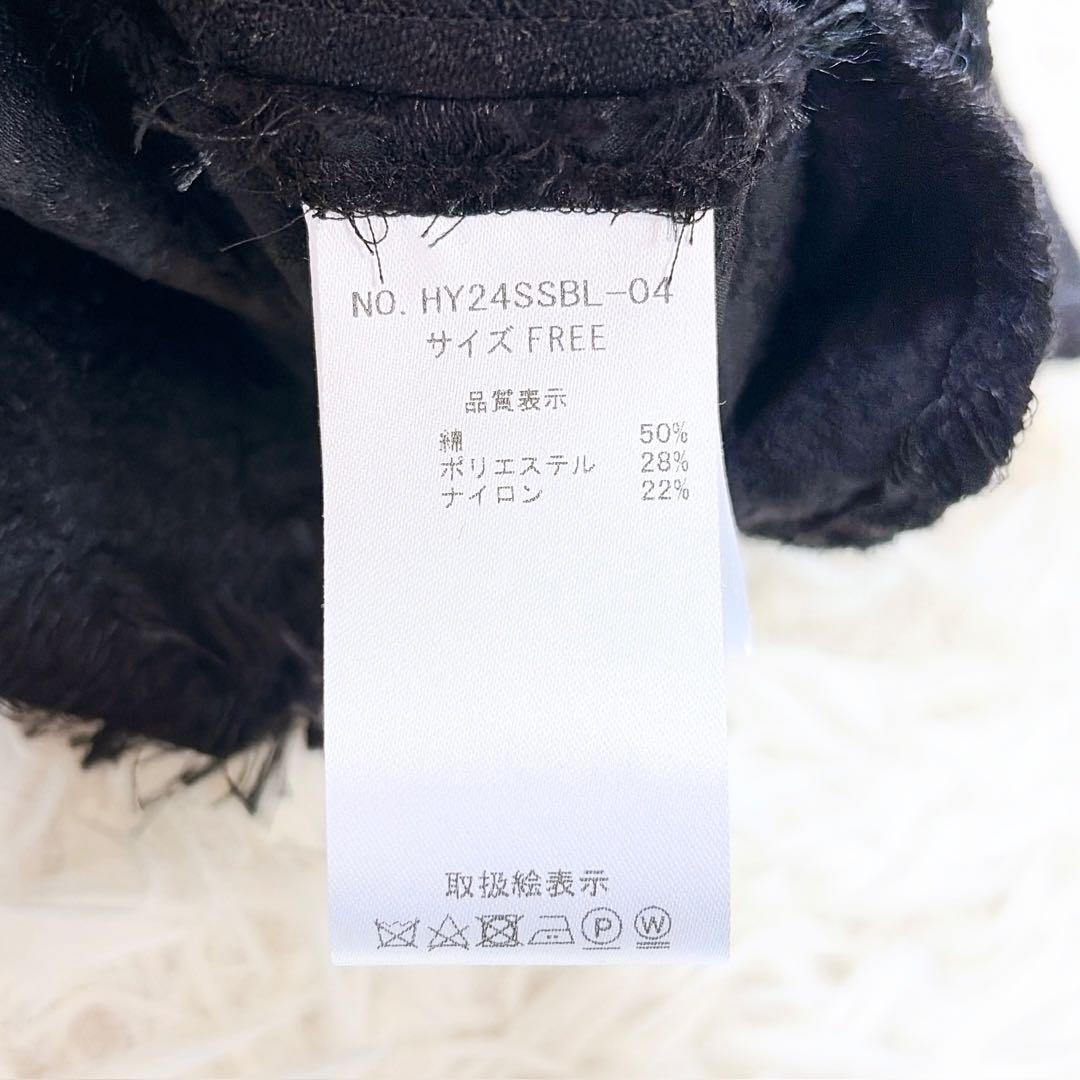 NO. HY24SSBL-04
サイズ FREE
品質表示
綿 50%
ポリエステル 28%
ナイロン 22%
取扱絵表示
P W